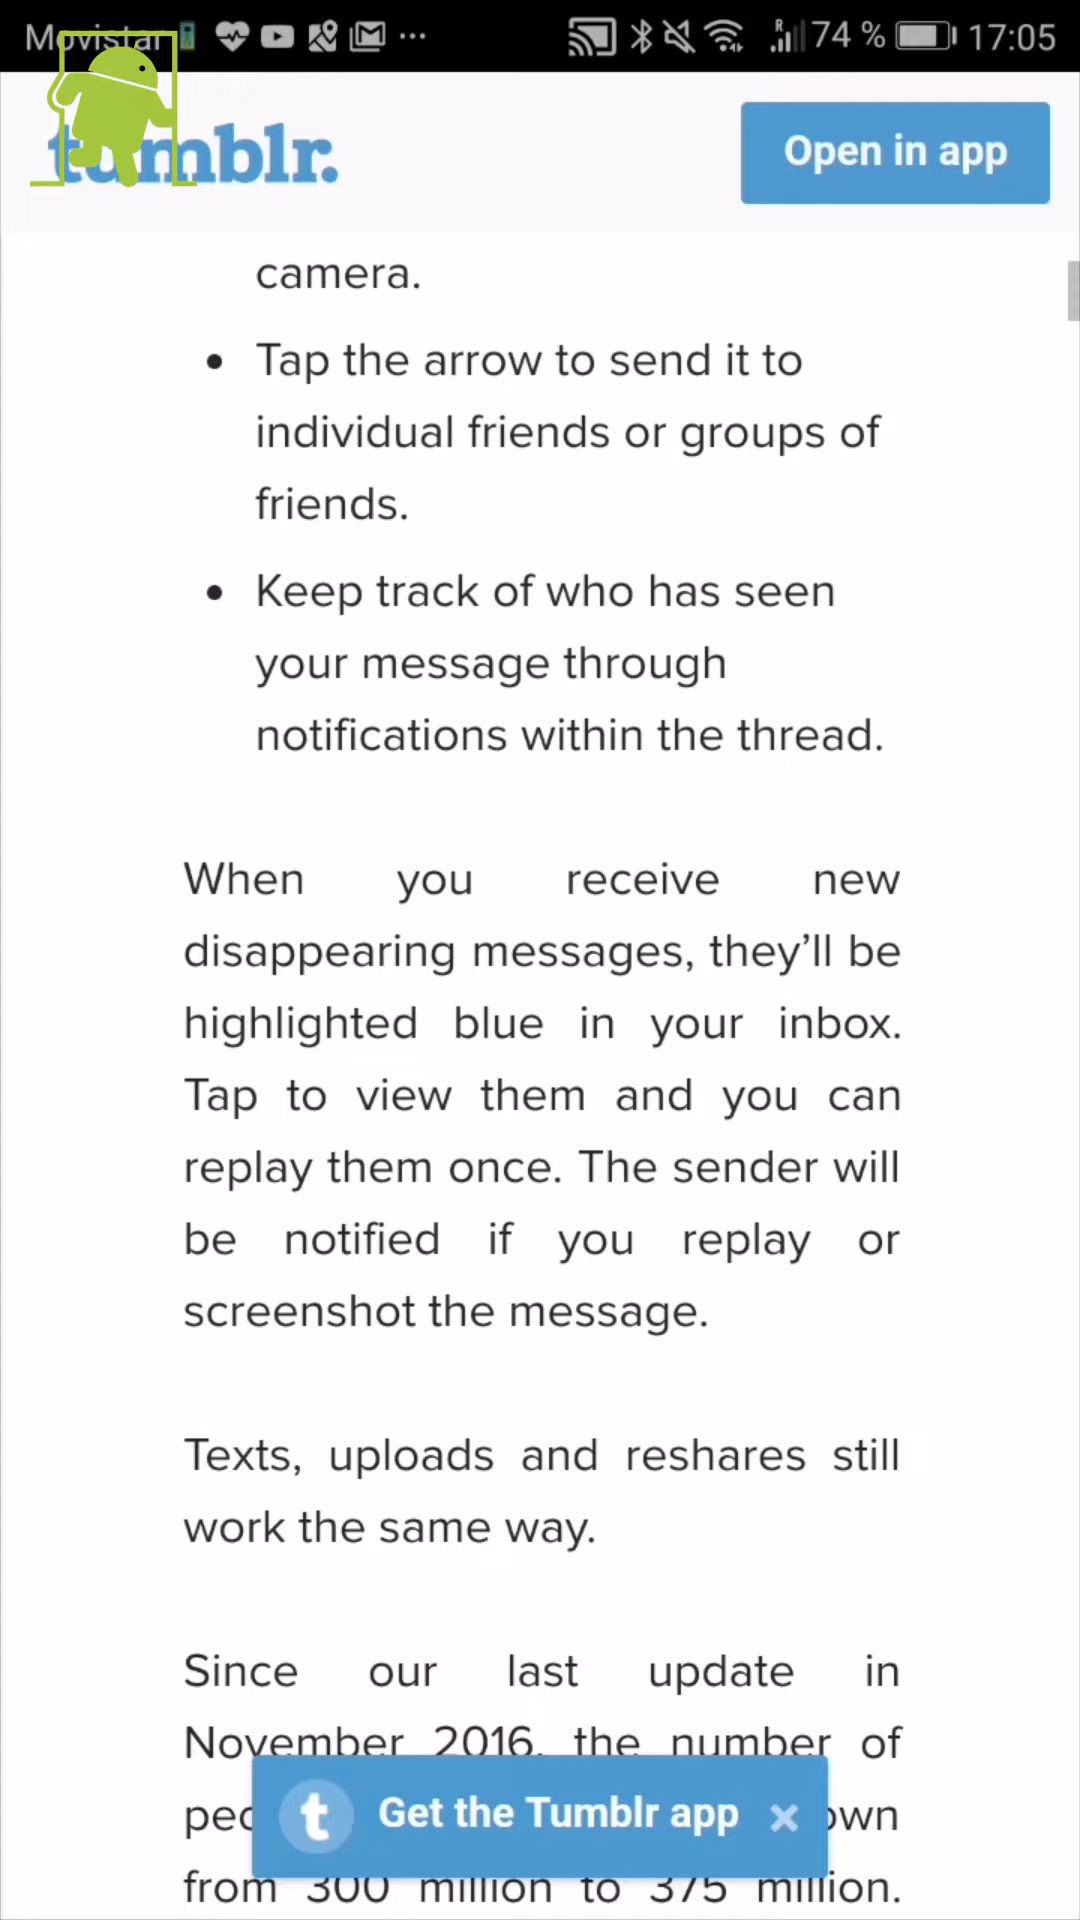 Movistar 74 % 17:05
tumblr.
Open in app
camera.
• Tap the arrow to send it to
individual friends or groups of
friends.
• Keep track of who has seen
your message through
notifications within the thread.
When you receive new
disappearing messages, they’ll be
highlighted blue in your inbox.
Tap to view them and you can
replay them once. The sender will
be notified if you replay or
screenshot the message.
Texts, uploads and reshares still
work the same way.
Since our last update in
November 2016, the number of
Get the Tumblr app
from 300 million to 375 million.